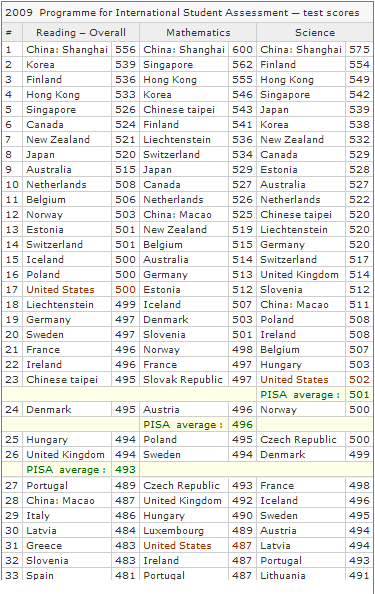 2009 Programme for International Student Assessment — test scores
# Reading – Overall Mathematics Science
1 China: Shanghai 556 China: Shanghai 600 China: Shanghai 575
2 Korea 539 Singapore 562 Finland 554
3 Finland 536 Hong Kong 555 Hong Kong 549
4 Hong Kong 533 Korea 546 Singapore 542
5 Singapore 526 Chinese taipei 543 Japan 539
6 Canada 524 Finland 541 Korea 538
7 New Zealand 521 Liechtenstein 536 New Zealand 532
8 Japan 520 Switzerland 534 Canada 529
9 Australia 515 Japan 529 Estonia 528
10 Netherlands 508 Canada 527 Australia 527
11 Belgium 506 Netherlands 526 Netherlands 522
12 Norway 503 China: Macao 525 Chinese taipei 520
13 Estonia 501 New Zealand 519 Liechtenstein 520
14 Switzerland 501 Belgium 515 Germany 520
15 Iceland 500 Australia 514 Switzerland 517
16 Poland 500 Germany 513 United Kingdom 514
17 United States 500 Estonia 512 Slovenia 512
18 Liechtenstein 499 Iceland 507 China: Macao 511
19 Germany 497 Denmark 503 Poland 508
20 Sweden 497 Slovenia 501 Ireland 508
21 France 496 Norway 498 Belgium 507
22 Ireland 496 France 497 Hungary 503
23 Chinese taipei 495 Slovak Republic 497 United States 502
PISA average : 501
24 Denmark 495 Austria 496 Norway 500
PISA average : 496
25 Hungary 494 Poland 495 Czech Republic 500
26 United Kingdom 494 Sweden 494 Denmark 499
PISA average : 493
27 Portugal 489 Czech Republic 493 France 498
28 China: Macao 487 United Kingdom 492 Iceland 496
29 Italy 486 Hungary 490 Sweden 495
30 Latvia 484 Luxembourg 489 Austria 494
31 Greece 483 United States 487 Latvia 494
32 Slovenia 483 Ireland 487 Portugal 493
33 Spain 481 Portugal 487 Lithuania 491